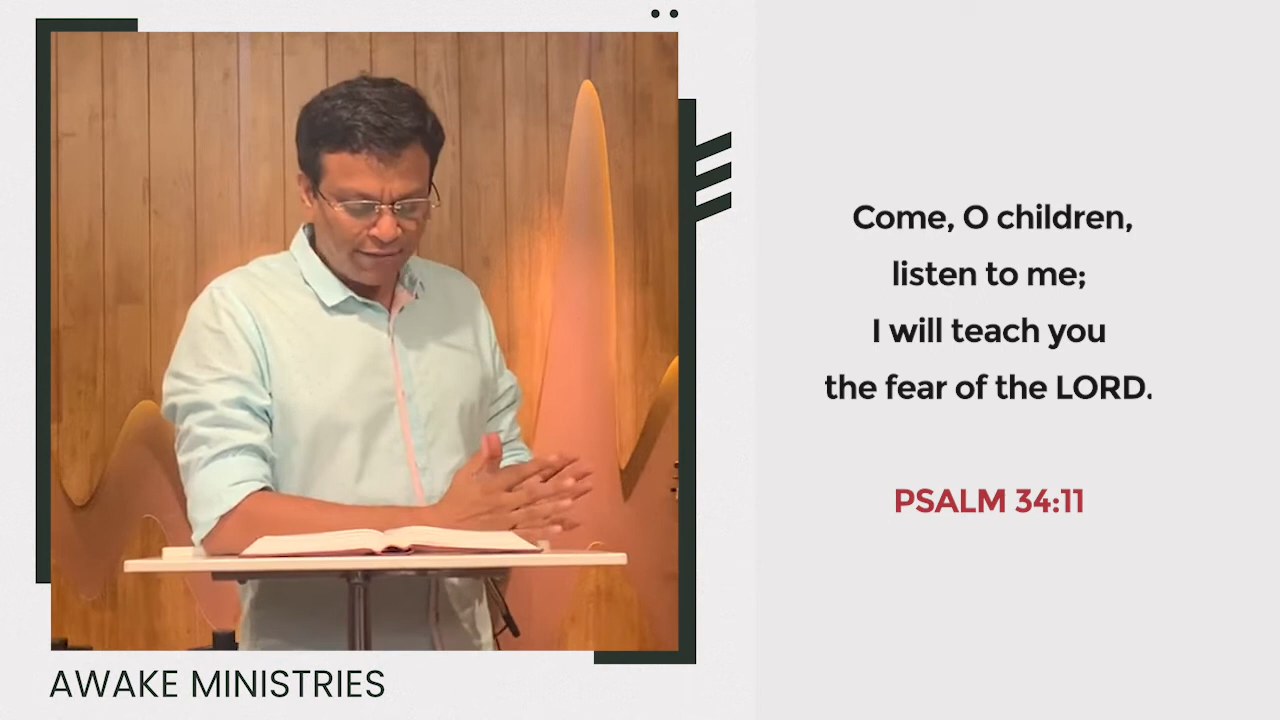 Come, O children,
listen to me;
I will teach you
the fear of the LORD.
PSALM 34:11
AWAKE MINISTRIES